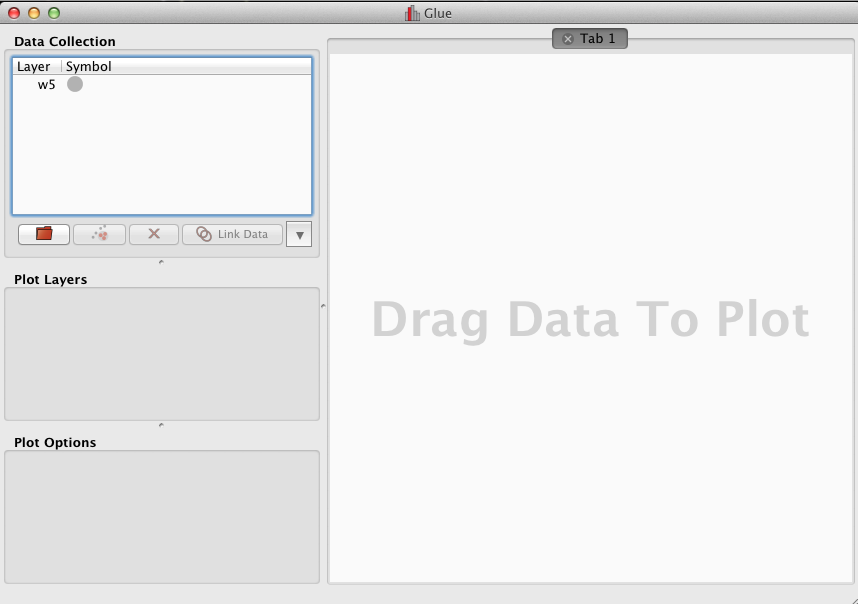 Glue
Data Collection
Layer Symbol
w5
Link Data
Plot Layers
Plot Options
Tab 1
Drag Data To Plot